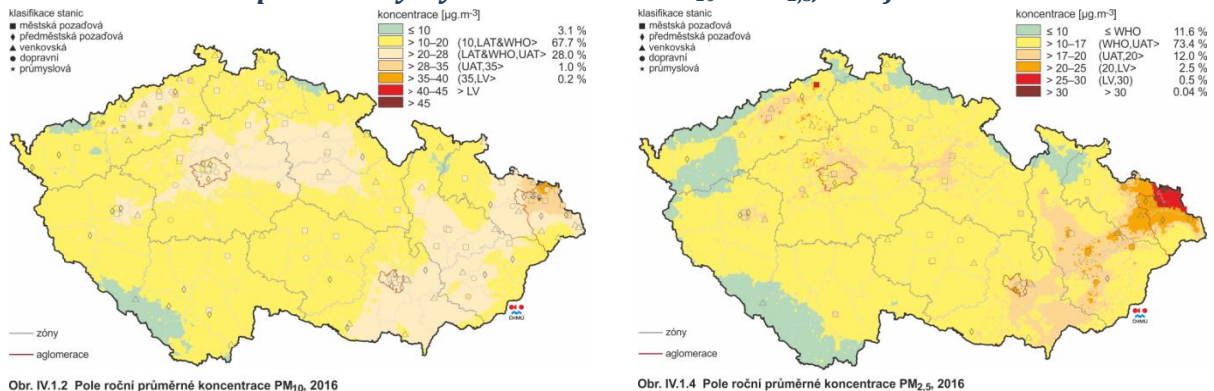 klasifikace stanic
městská pozaďová
předměstská pozaďová
venkovská
dopravní
průmyslová
koncentrace [µg.m-3]
≤ 10 3.1 %
> 10–20 (10,LAT&WHO> 67.7 %
> 20–28 (LAT&WHO,UAT> 28.0 %
> 28–35 (UAT,35> 1.0 %
> 35–40 (35,LV> 0.2 %
> 40–45 > LV
> 45
zóny
aglomerace
ČHMÚ
Obr. IV.1.2 Pole roční průměrné koncentrace PM10, 2016
klasifikace stanic
městská pozaďová
předměstská pozaďová
venkovská
dopravní
průmyslová
koncentrace [µg.m-3]
≤ 10 ≤ WHO 11.6 %
> 10–17 (WHO,UAT> 73.4 %
> 17–20 (UAT,20> 12.0 %
> 20–25 (20,LV> 2.5 %
> 25–30 (LV,30) 0.5 %
> 30 > 30 0.04 %
zóny
aglomerace
ČHMÚ
Obr. IV.1.4 Pole roční průměrné koncentrace PM2,5, 2016